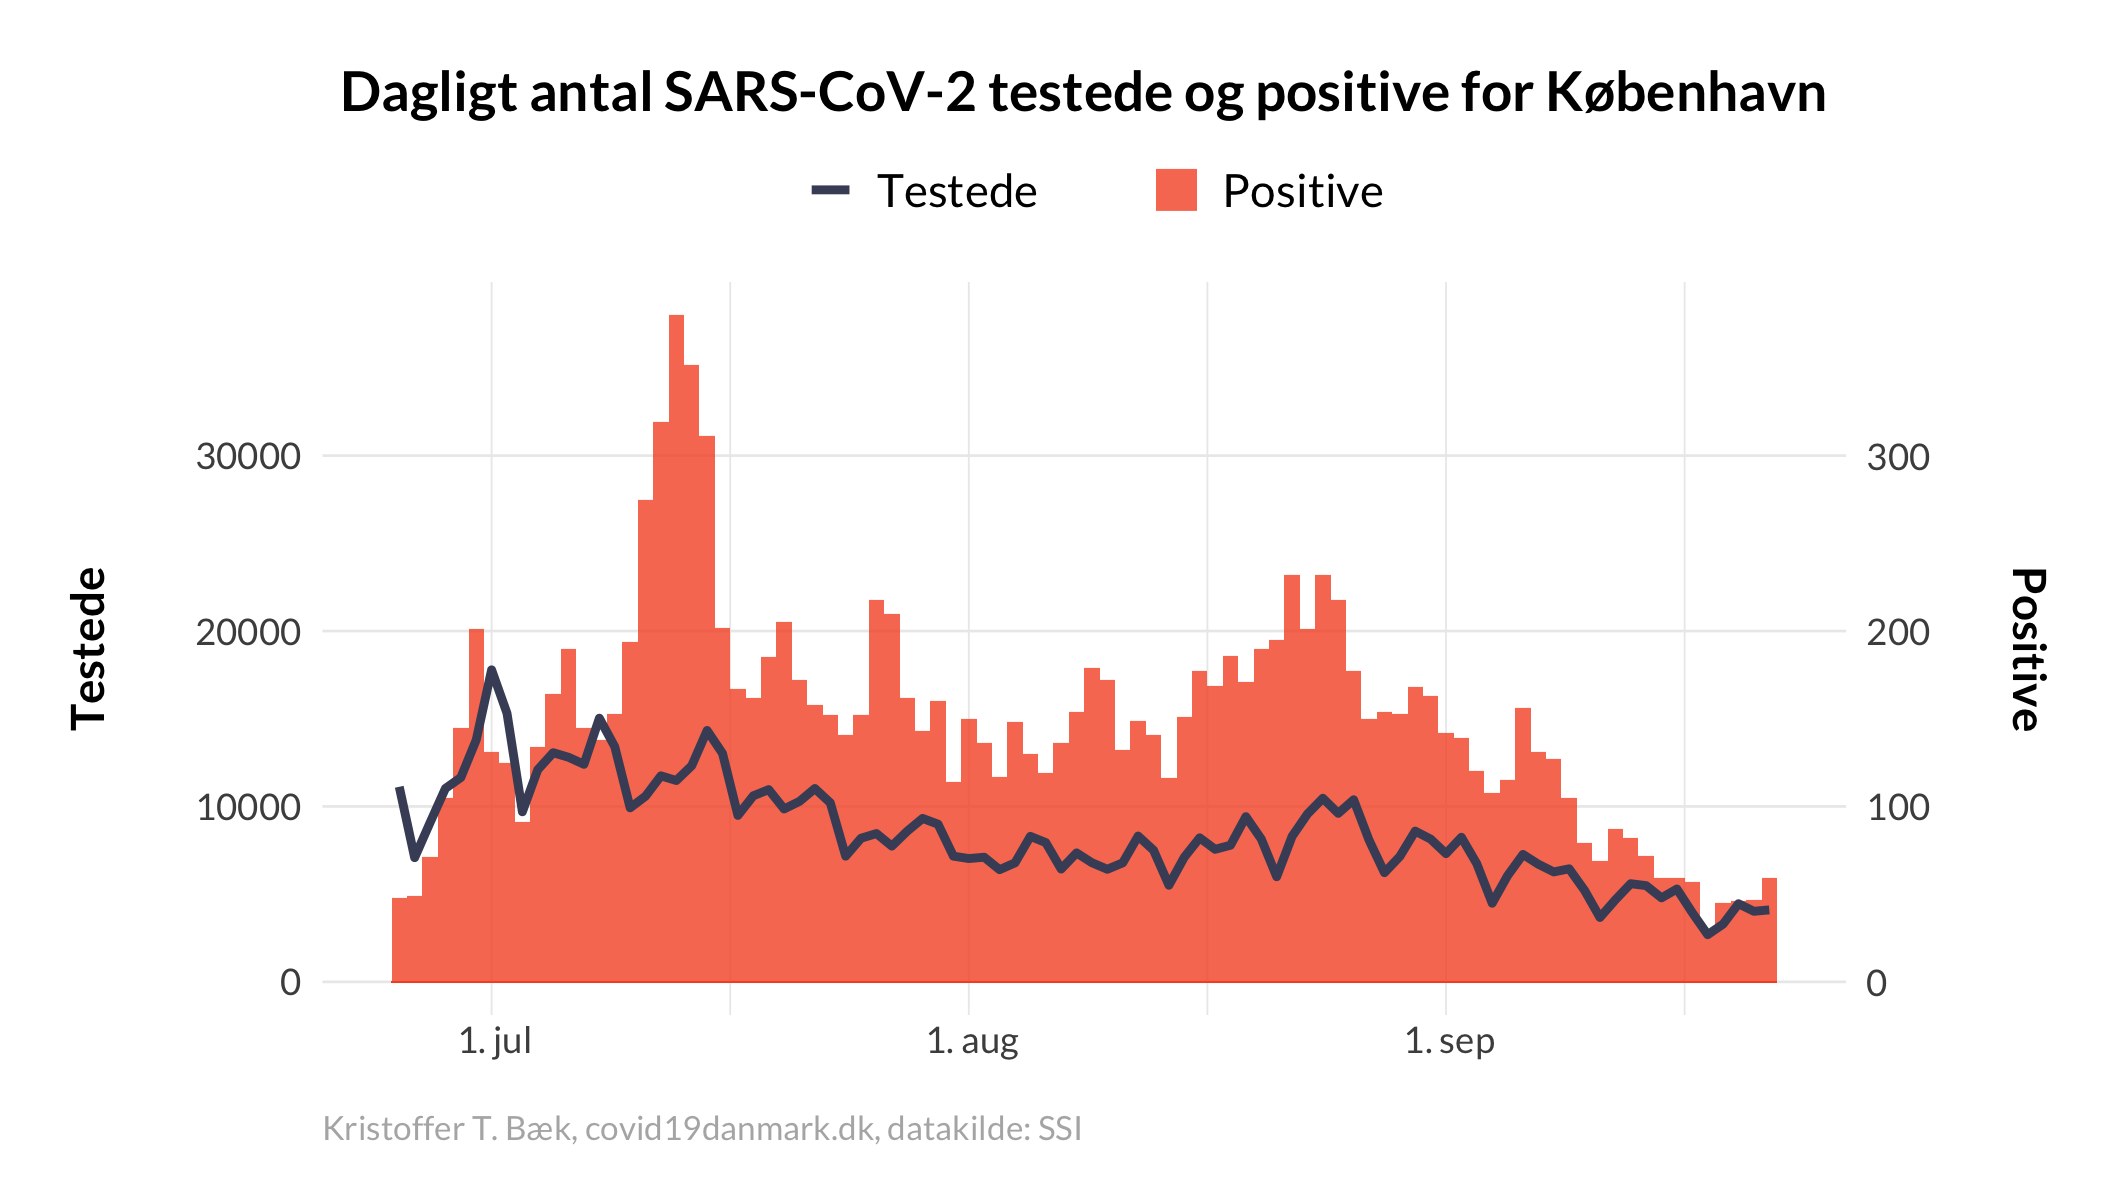 Dagligt antal SARS-CoV-2 testede og positive for København
Testede
Positive
30000
20000
10000
0
Testede
300
200
100
0
Positive
1. jul
1. aug
1. sep
Kristoffer T. Bæk, covid19danmark.dk, datakilde: SSI